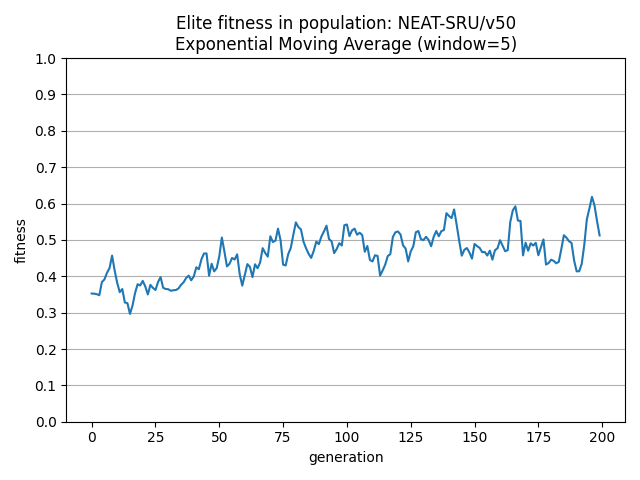 Elite fitness in population: NEAT-SRU/v50
Exponential Moving Average (window=5)
1.0
0.9
0.8
0.7
0.6
0.5
0.4
0.3
0.2
0.1
0.0
fitness
0 25 50 75 100 125 150 175 200
generation